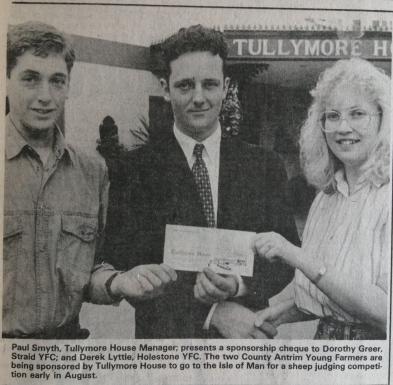 TULLYMORE HO
Tullymore House
Paul Smyth, Tullymore House Manager; presents a sponsorship cheque to Dorothy Greer,
Straid YFC; and Derek Lyttle, Holestone YFC. The two County Antrim Young Farmers are
being sponsored by Tullymore House to go to the Isle of Man for a sheep judging competi-
tion early in August.